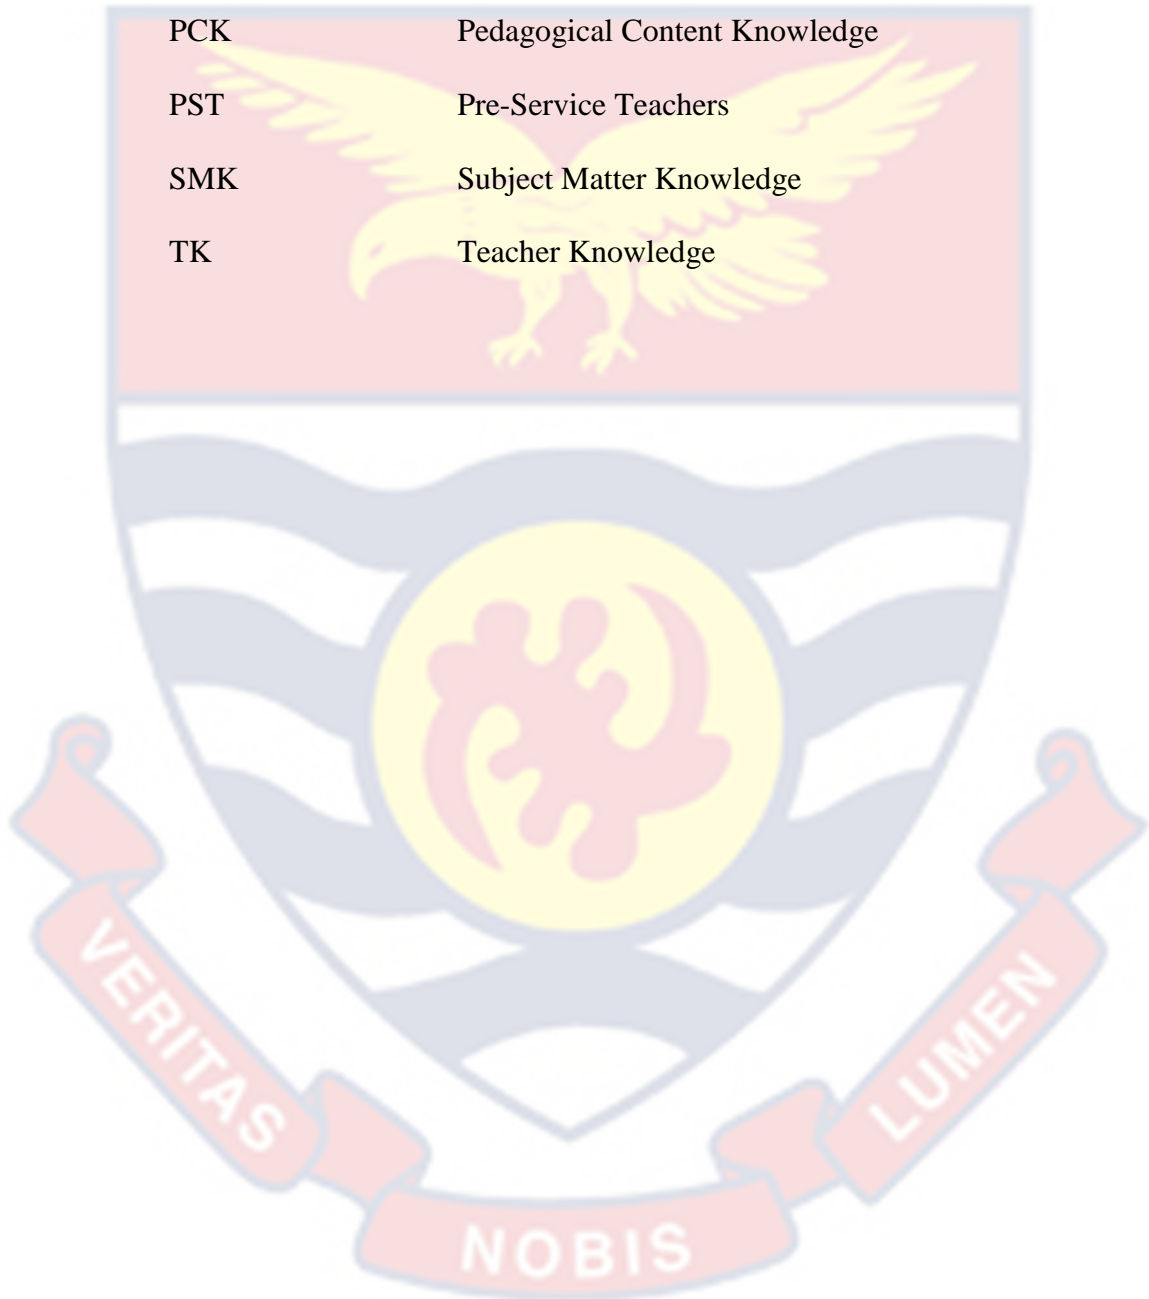 PCK Pedagogical Content Knowledge
PST Pre-Service Teachers
SMK Subject Matter Knowledge
TK Teacher Knowledge
VERITAS
NOBIS
LUMEN